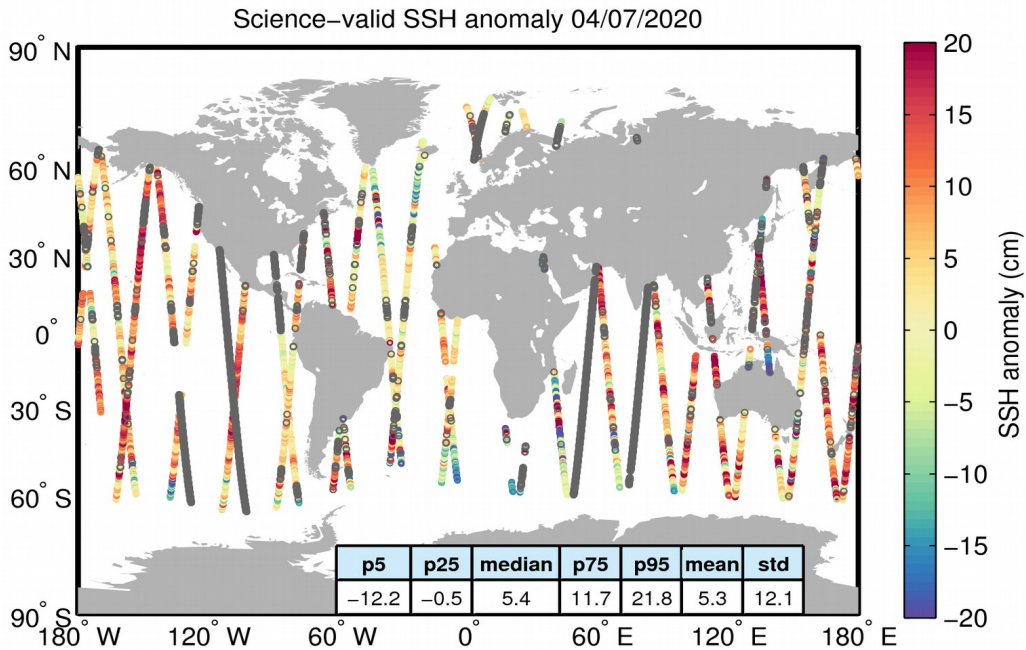 Science−valid SSH anomaly 04/07/2020
90° N
60° N
30° N
0°
30° S
60° S
90° S
180° W
120° W
60° W
0°
60° E
120° E
180° E
p5 p25 median p75 p95 mean std
−12.2 −0.5 5.4 11.7 21.8 5.3 12.1
20
15
10
5
0
−5
−10
−15
−20
SSH anomaly (cm)